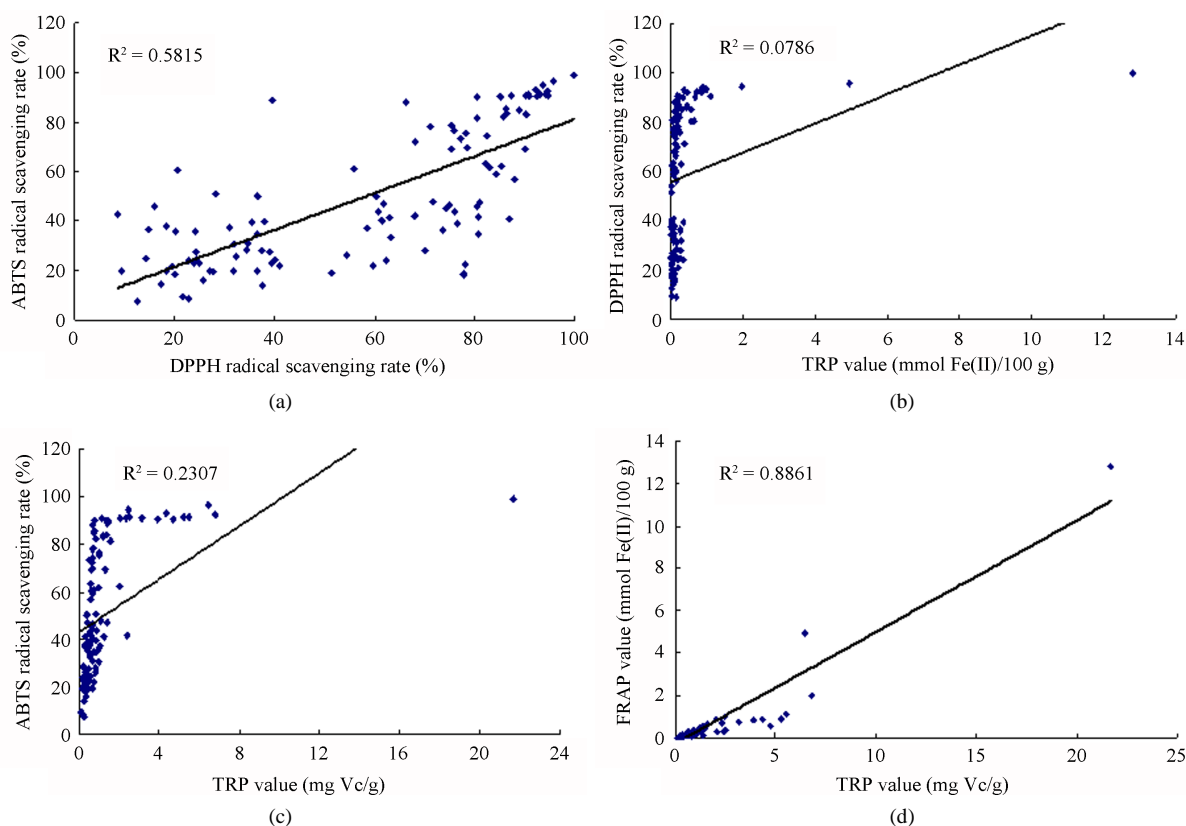 120
100
80
60
40
20
0
ABTS radical scavenging rate (%)
R² = 0.5815
0 20 40 60 80 100
DPPH radical scavenging rate (%)
(a)
120
100
80
60
40
20
0
DPPH radical scavenging rate (%)
R² = 0.0786
0 2 4 6 8 10 12 14
TRP value (mmol Fe(II)/100 g)
(b)
120
100
80
60
40
20
0
ABTS radical scavenging rate (%)
R² = 0.2307
0 4 8 12 16 20 24
TRP value (mg Vc/g)
(c)
14
12
10
8
6
4
2
0
FRAP value (mmol Fe(II)/100 g)
R² = 0.8861
0 5 10 15 20 25
TRP value (mg Vc/g)
(d)